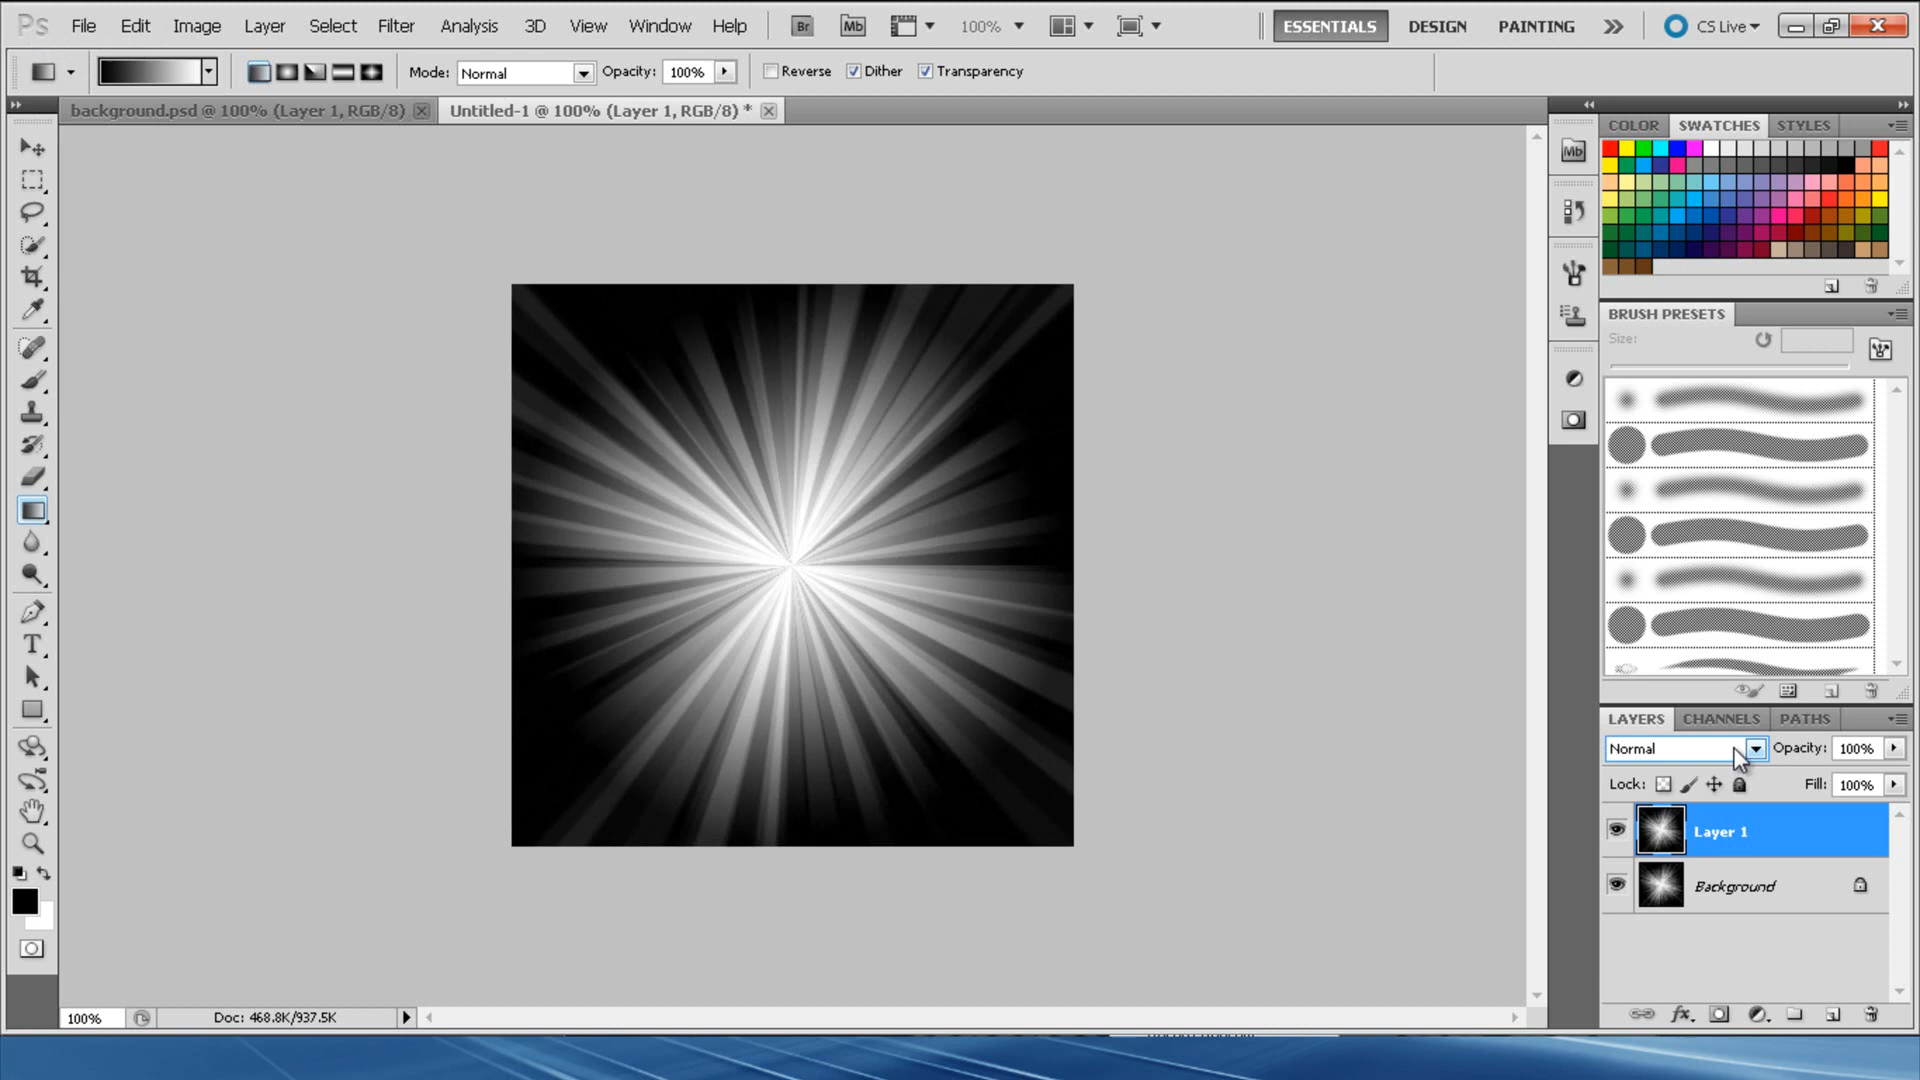 Ps File Edit Image Layer Select Filter Analysis 3D View Window Help Br Mb 100% ESSENTIALS DESIGN PAINTING CS Live
Mode: Normal Opacity: 100% Reverse Dither Transparency
background.psd @ 100% (Layer 1, RGB/8) Untitled-1 @ 100% (Layer 1, RGB/8) *
COLOR SWATCHES STYLES
Mb
BRUSH PRESETS
Size:
T
LAYERS CHANNELS PATHS
Normal Opacity: 100%
Lock: Fill: 100%
Layer 1
Background
fx
100% Doc: 468.8K/937.5K